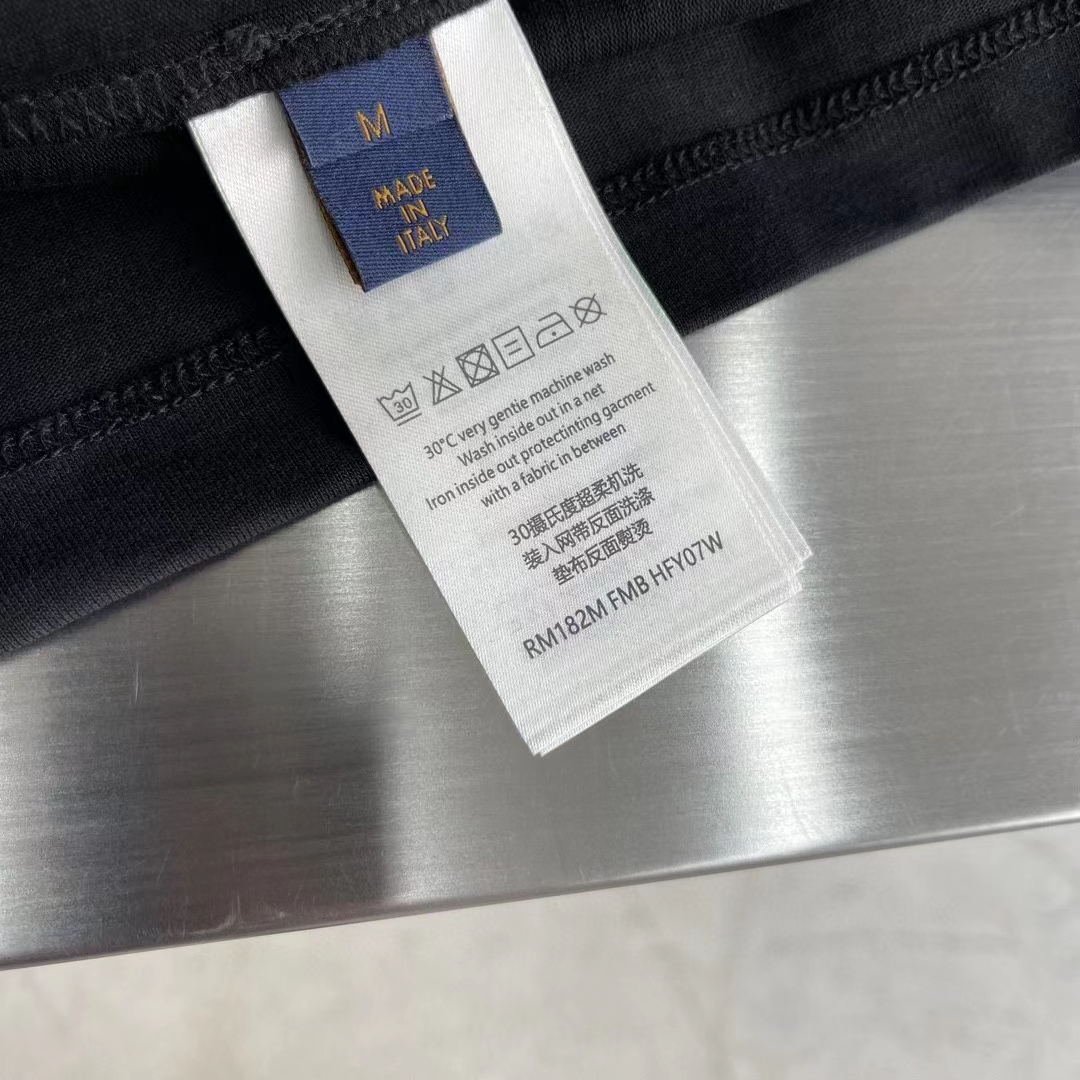 M
MADE
IN
ITALY
30
30°C very gentie machine wash
Wash inside out in a net
Iron inside out protectinting gacment
with a fabric in between
30摄氏度超柔机洗
装入网带反面洗涤
垫布反面熨烫
RM182M FMB HFY07W